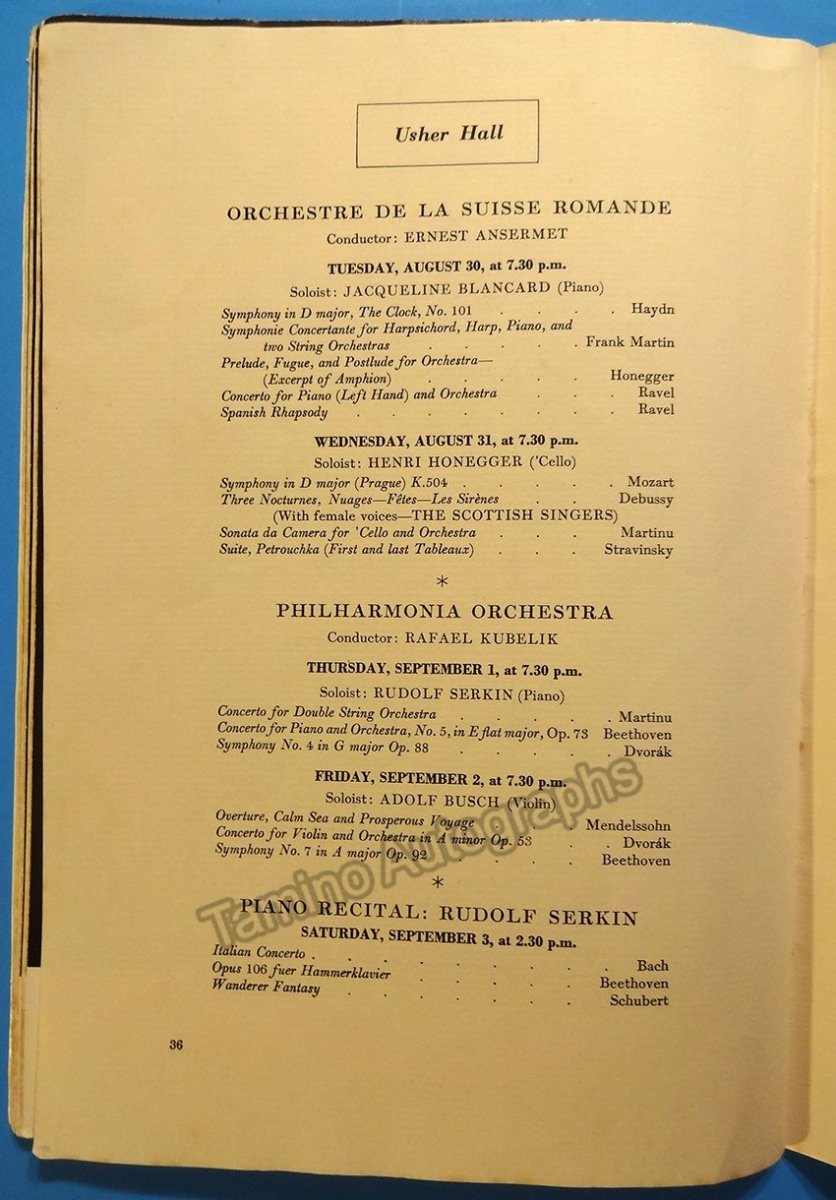 Usher Hall
ORCHESTRE DE LA SUISSE ROMANDE
Conductor: ERNEST ANSERMET
TUESDAY, AUGUST 30, at 7.30 p.m.
Soloist: JACQUELINE BLANCARD (Piano)
Symphony in D major, The Clock, No. 101 . . . . Haydn
Symphonie Concertante for Harpsichord, Harp, Piano, and
two String Orchestras . . . . . Frank Martin
Prelude, Fugue, and Postlude for Orchestra—
(Excerpt of Amphion) . . . . . Honegger
Concerto for Piano (Left Hand) and Orchestra . . . Ravel
Spanish Rhapsody . . . . . . . Ravel
WEDNESDAY, AUGUST 31, at 7.30 p.m.
Soloist: HENRI HONEGGER ('Cello)
Symphony in D major (Prague) K.504 . . . . . Mozart
Three Nocturnes, Nuages—Fêtes—Les Sirènes . . Debussy
(With female voices—THE SCOTTISH SINGERS)
Sonata da Camera for 'Cello and Orchestra . . . Martinu
Suite, Petrouchka (First and last Tableaux) . . . Stravinsky
*
PHILHARMONIA ORCHESTRA
Conductor: RAFAEL KUBELIK
THURSDAY, SEPTEMBER 1, at 7.30 p.m.
Soloist: RUDOLF SERKIN (Piano)
Concerto for Double String Orchestra . . . . . Martinu
Concerto for Piano and Orchestra, No. 5, in E flat major, Op. 73 Beethoven
Symphony No. 4 in G major Op. 88 . . . . . Dvorák
FRIDAY, SEPTEMBER 2, at 7.30 p.m.
Soloist: ADOLF BUSCH (Violin)
Overture, Calm Sea and Prosperous Voyage . . . Mendelssohn
Concerto for Violin and Orchestra in A minor Op. 53 . . Dvorák
Symphony No. 7 in A major Op. 92 . . . . Beethoven
*
PIANO RECITAL: RUDOLF SERKIN
SATURDAY, SEPTEMBER 3, at 2.30 p.m.
Italian Concerto . . . . . . . . . Bach
Opus 106 fuer Hammerklavier . . . . . Beethoven
Wanderer Fantasy . . . . . . . Schubert
36
Tamino Autographs